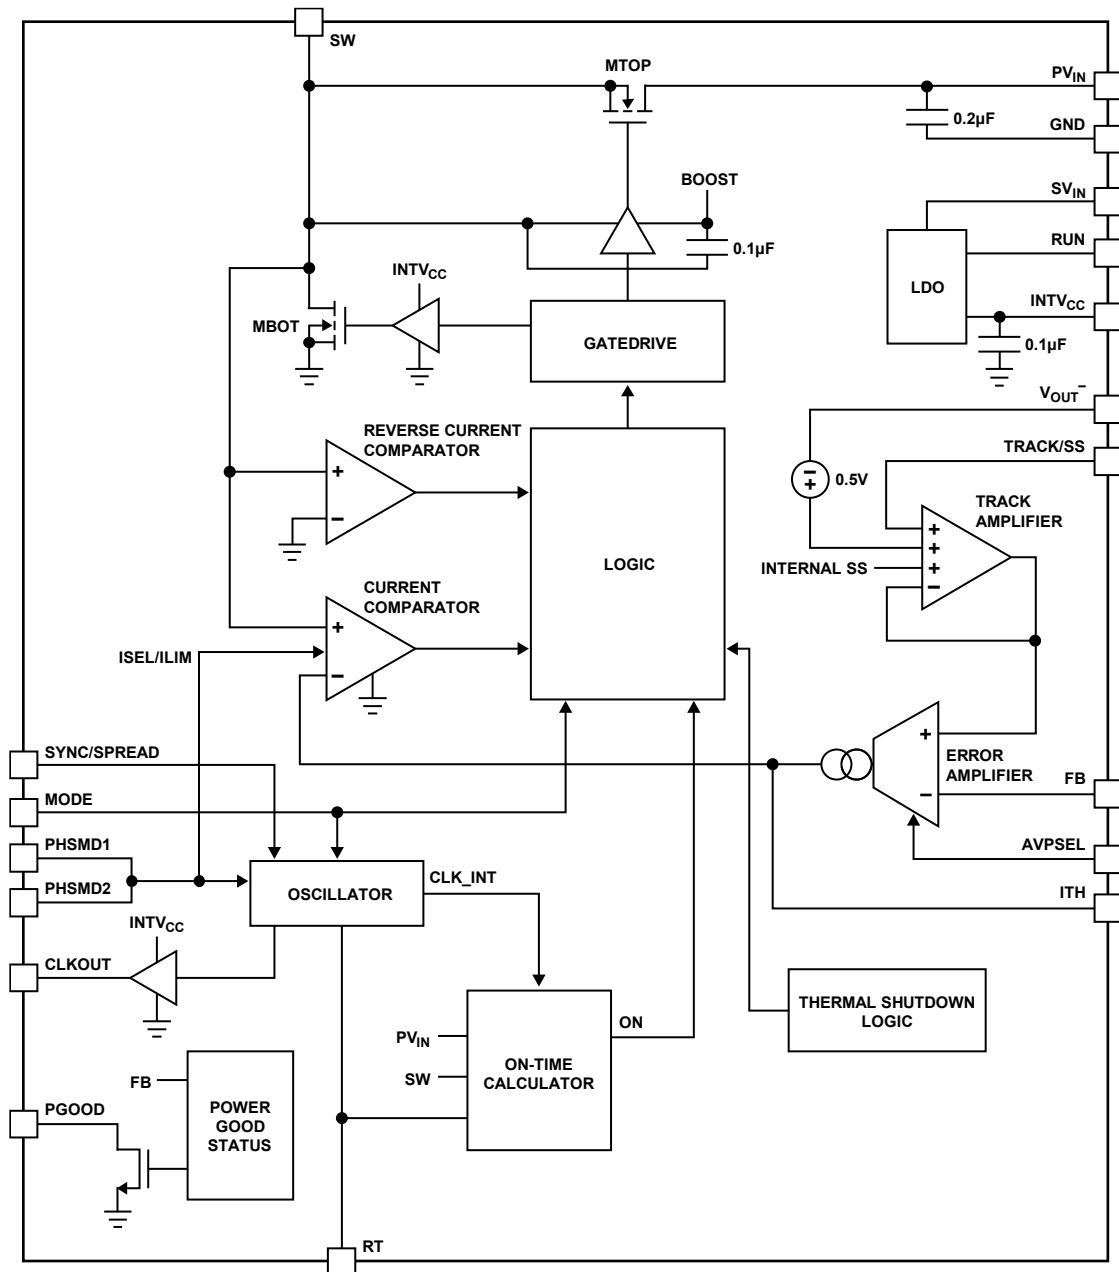 SW
MTOP
PVIN
0.2µF
GND
BOOST
SVIN
0.1µF
RUN
LDO
INTVCC
INTVCC
MBOT
GATEDRIVE
0.1µF
VOUT–
REVERSE CURRENT
COMPARATOR
TRACK/SS
+
–
–
+
0.5V
TRACK
AMPLIFIER
+
+
+
–
INTERNAL SS
LOGIC
CURRENT
COMPARATOR
+
–
ISEL/ILIM
SYNC/SPREAD
+
–
ERROR
AMPLIFIER
FB
MODE
PHSMD1
AVPSEL
PHSMD2
OSCILLATOR
CLK_INT
ITH
INTVCC
CLKOUT
THERMAL SHUTDOWN
LOGIC
ON
PVIN
SW
ON-TIME
CALCULATOR
FB
PGOOD
POWER
GOOD
STATUS
RT